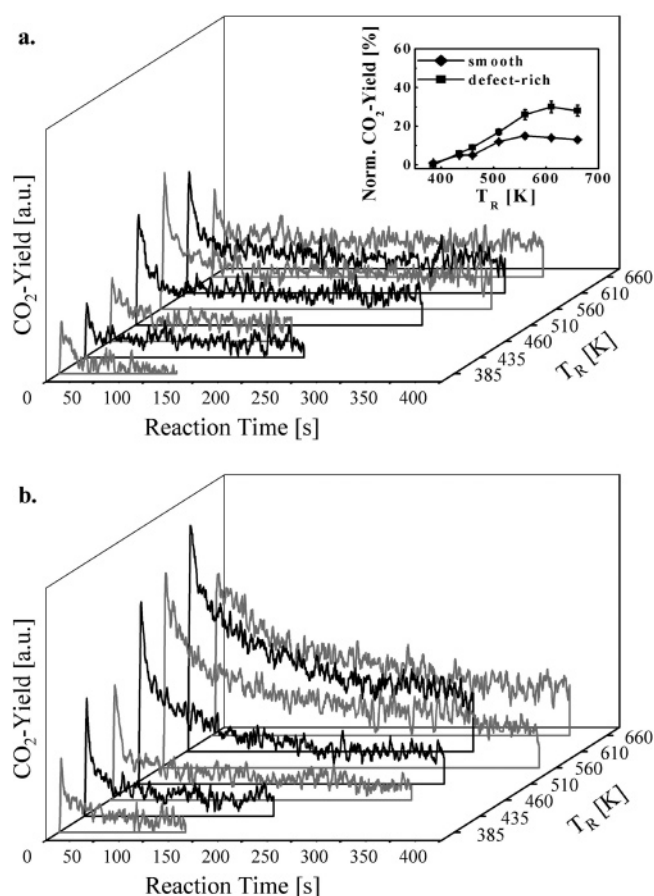 a.
Norm. CO2-Yield [%]
60
40
20
0
smooth
defect-rich
400 500 600 700
TR [K]
CO2-Yield [a.u.]
0 50 100 150 200 250 300 350 400
Reaction Time [s]
385 435 460 510 560 610 660
TR [K]
b.
CO2-Yield [a.u.]
0 50 100 150 200 250 300 350 400
Reaction Time [s]
385 435 460 510 560 610 660
TR [K]